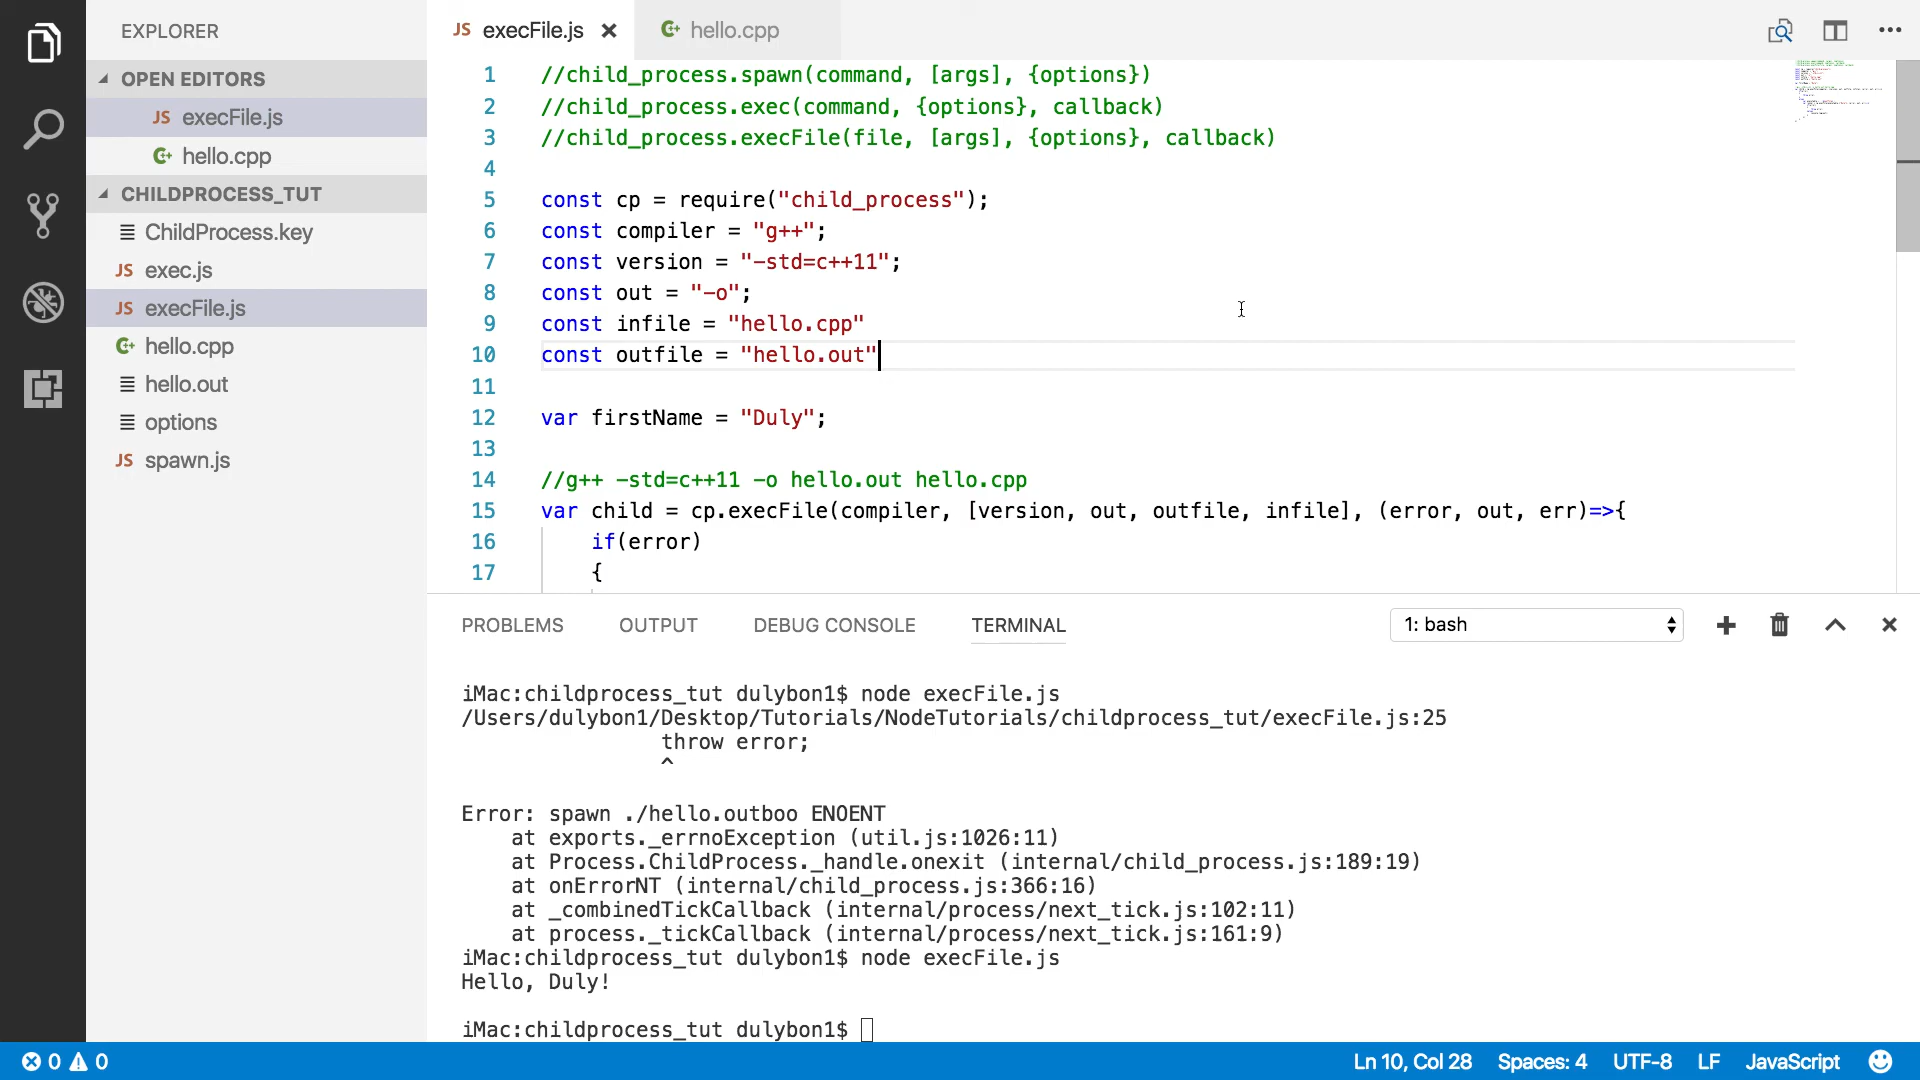 EXPLORER
OPEN EDITORS
JS execFile.js
hello.cpp
CHILDPROCESS_TUT
ChildProcess.key
JS exec.js
JS execFile.js
hello.cpp
hello.out
options
JS spawn.js
JS execFile.js
hello.cpp
1 //child_process.spawn(command, [args], {options})
2 //child_process.exec(command, {options}, callback)
3 //child_process.execFile(file, [args], {options}, callback)
4
5 const cp = require("child_process");
6 const compiler = "g++";
7 const version = "-std=c++11";
8 const out = "-o";
9 const infile = "hello.cpp"
10 const outfile = "hello.out"
11
12 var firstName = "Duly";
13
14 //g++ -std=c++11 -o hello.out hello.cpp
15 var child = cp.execFile(compiler, [version, out, outfile, infile], (error, out, err)=>{
16 if(error)
17 {
PROBLEMS OUTPUT DEBUG CONSOLE TERMINAL 1: bash
iMac:childprocess_tut dulybon1$ node execFile.js
/Users/dulybon1/Desktop/Tutorials/NodeTutorials/childprocess_tut/execFile.js:25
throw error;
^
Error: spawn ./hello.outboo ENOENT
at exports._errnoException (util.js:1026:11)
at Process.ChildProcess._handle.onexit (internal/child_process.js:189:19)
at onErrorNT (internal/child_process.js:366:16)
at _combinedTickCallback (internal/process/next_tick.js:102:11)
at process._tickCallback (internal/process/next_tick.js:161:9)
iMac:childprocess_tut dulybon1$ node execFile.js
Hello, Duly!
iMac:childprocess_tut dulybon1$
0 0 Ln 10, Col 28 Spaces: 4 UTF-8 LF JavaScript